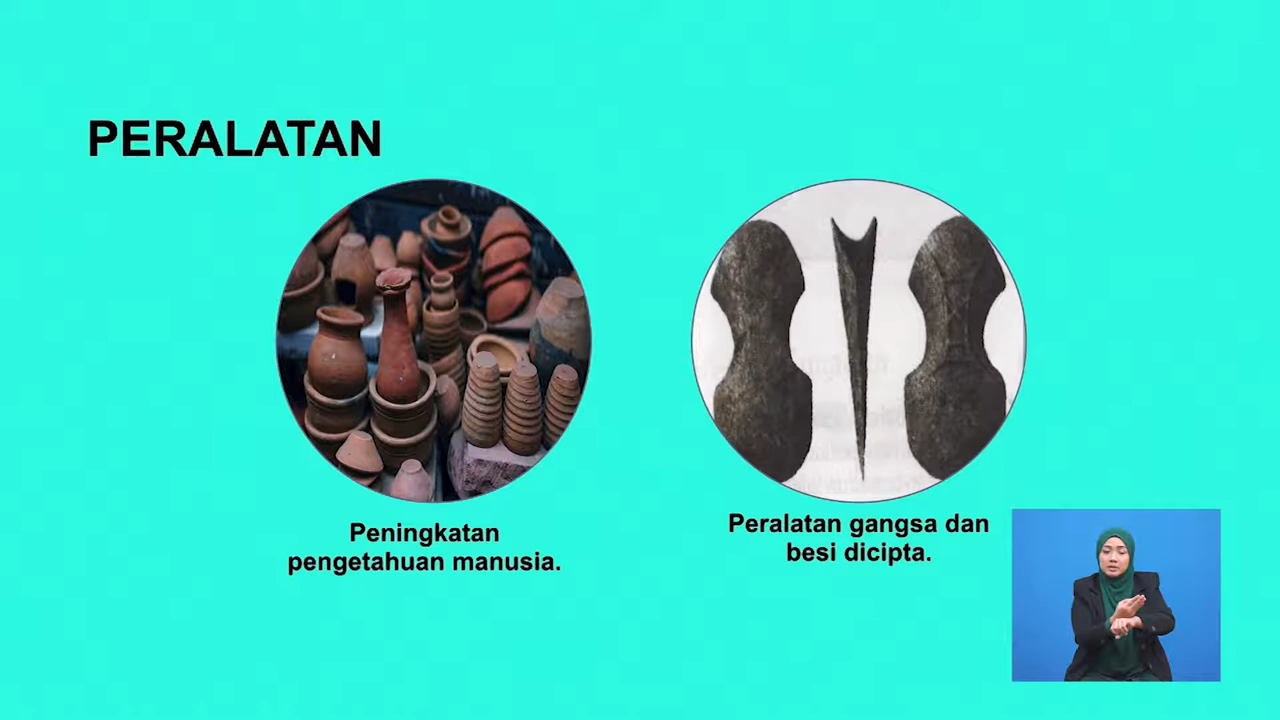 PERALATAN
Peningkatan
pengetahuan manusia.
Peralatan gangsa dan
besi dicipta.